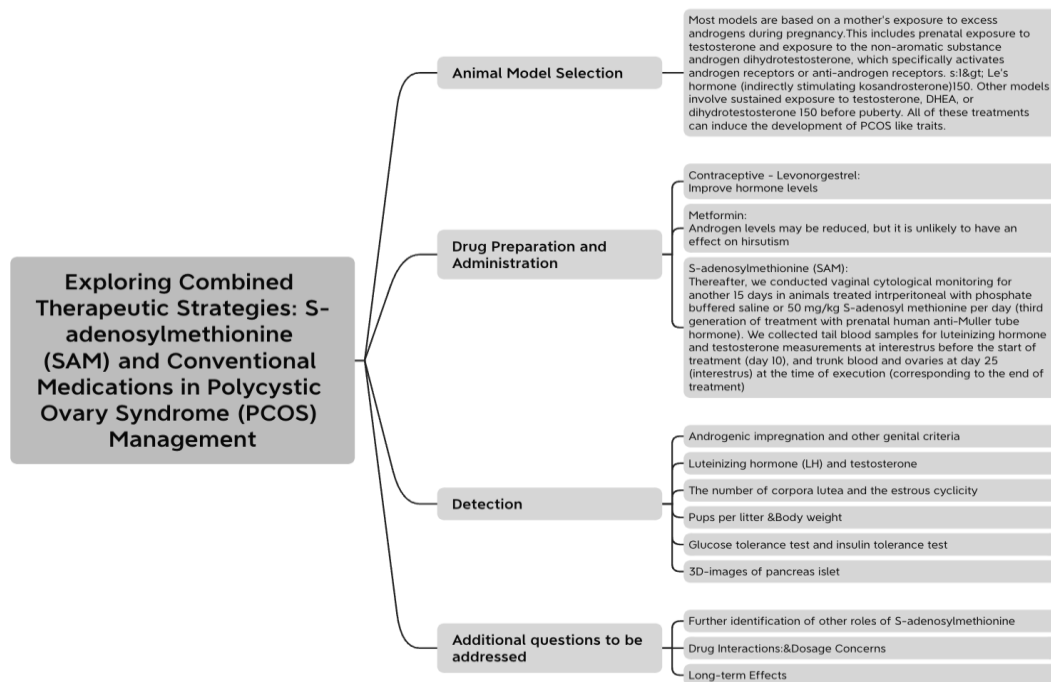 Exploring Combined
Therapeutic Strategies: S-
adenosylmethionine
(SAM) and Conventional
Medications in Polycystic
Ovary Syndrome (PCOS)
Management
Animal Model Selection
Most models are based on a mother's exposure to excess
androgens during pregnancy.This includes prenatal exposure to
testosterone and exposure to the non-aromatic substance
androgen dihydrotestosterone, which specifically activates
androgen receptors or anti-androgen receptors. s:1&gt; Le's
hormone (indirectly stimulating kosandrosterone)150. Other models
involve sustained exposure to testosterone, DHEA, or
dihydrotestosterone 150 before puberty. All of these treatments
can induce the development of PCOS like traits.
Drug Preparation and
Administration
Contraceptive - Levonorgestrel:
Improve hormone levels
Metformin:
Androgen levels may be reduced, but it is unlikely to have an
effect on hirsutism
S-adenosylmethionine (SAM):
Thereafter, we conducted vaginal cytological monitoring for
another 15 days in animals treated intrperitoneal with phosphate
buffered saline or 50 mg/kg S-adenosyl methionine per day (third
generation of treatment with prenatal human anti-Muller tube
hormone). We collected tail blood samples for luteinizing hormone
and testosterone measurements at interestrus before the start of
treatment (day 10), and trunk blood and ovaries at day 25
(interestrus) at the time of execution (corresponding to the end of
treatment)
Detection
Androgenic impregnation and other genital criteria
Luteinizing hormone (LH) and testosterone
The number of corpora lutea and the estrous cyclicity
Pups per litter &Body weight
Glucose tolerance test and insulin tolerance test
3D-images of pancreas islet
Additional questions to be
addressed
Further identification of other roles of S-adenosylmethionine
Drug Interactions:&Dosage Concerns
Long-term Effects